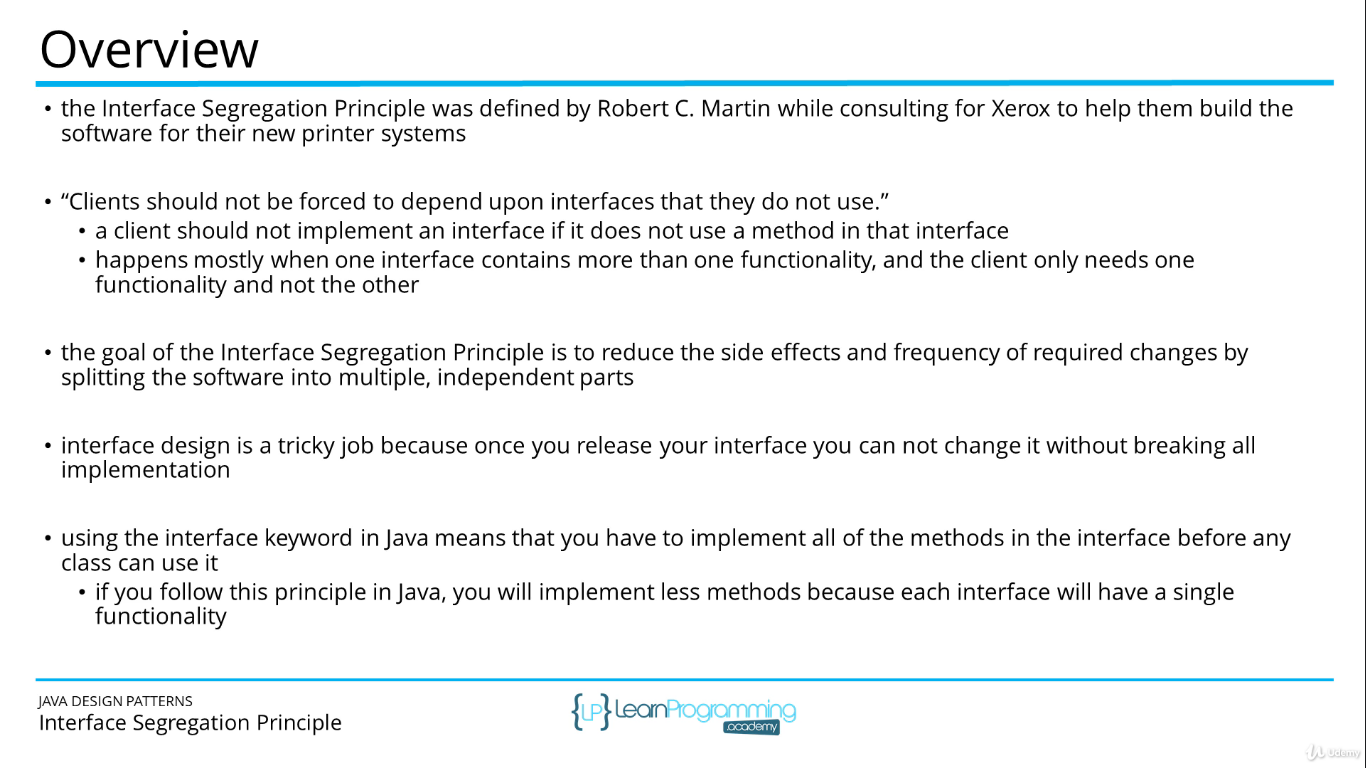 Overview
• the Interface Segregation Principle was defined by Robert C. Martin while consulting for Xerox to help them build the
software for their new printer systems
• “Clients should not be forced to depend upon interfaces that they do not use.”
• a client should not implement an interface if it does not use a method in that interface
• happens mostly when one interface contains more than one functionality, and the client only needs one
functionality and not the other
• the goal of the Interface Segregation Principle is to reduce the side effects and frequency of required changes by
splitting the software into multiple, independent parts
• interface design is a tricky job because once you release your interface you can not change it without breaking all
implementation
• using the interface keyword in Java means that you have to implement all of the methods in the interface before any
class can use it
• if you follow this principle in Java, you will implement less methods because each interface will have a single
functionality
JAVA DESIGN PATTERNS
Interface Segregation Principle
{LP} LearnProgramming
.academy
Udemy